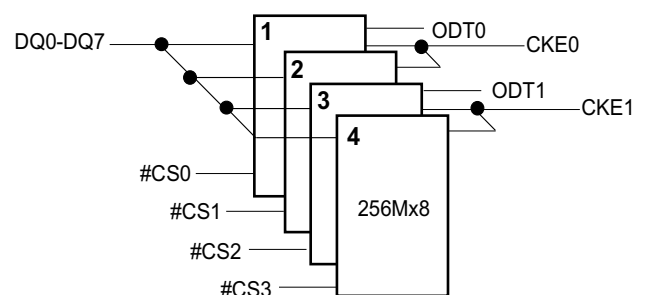 1
ODT0
DQ0-DQ7
CKE0
2
3
ODT1
CKE1
4
#CS0
256Mx8
#CS1
#CS2
#CS3